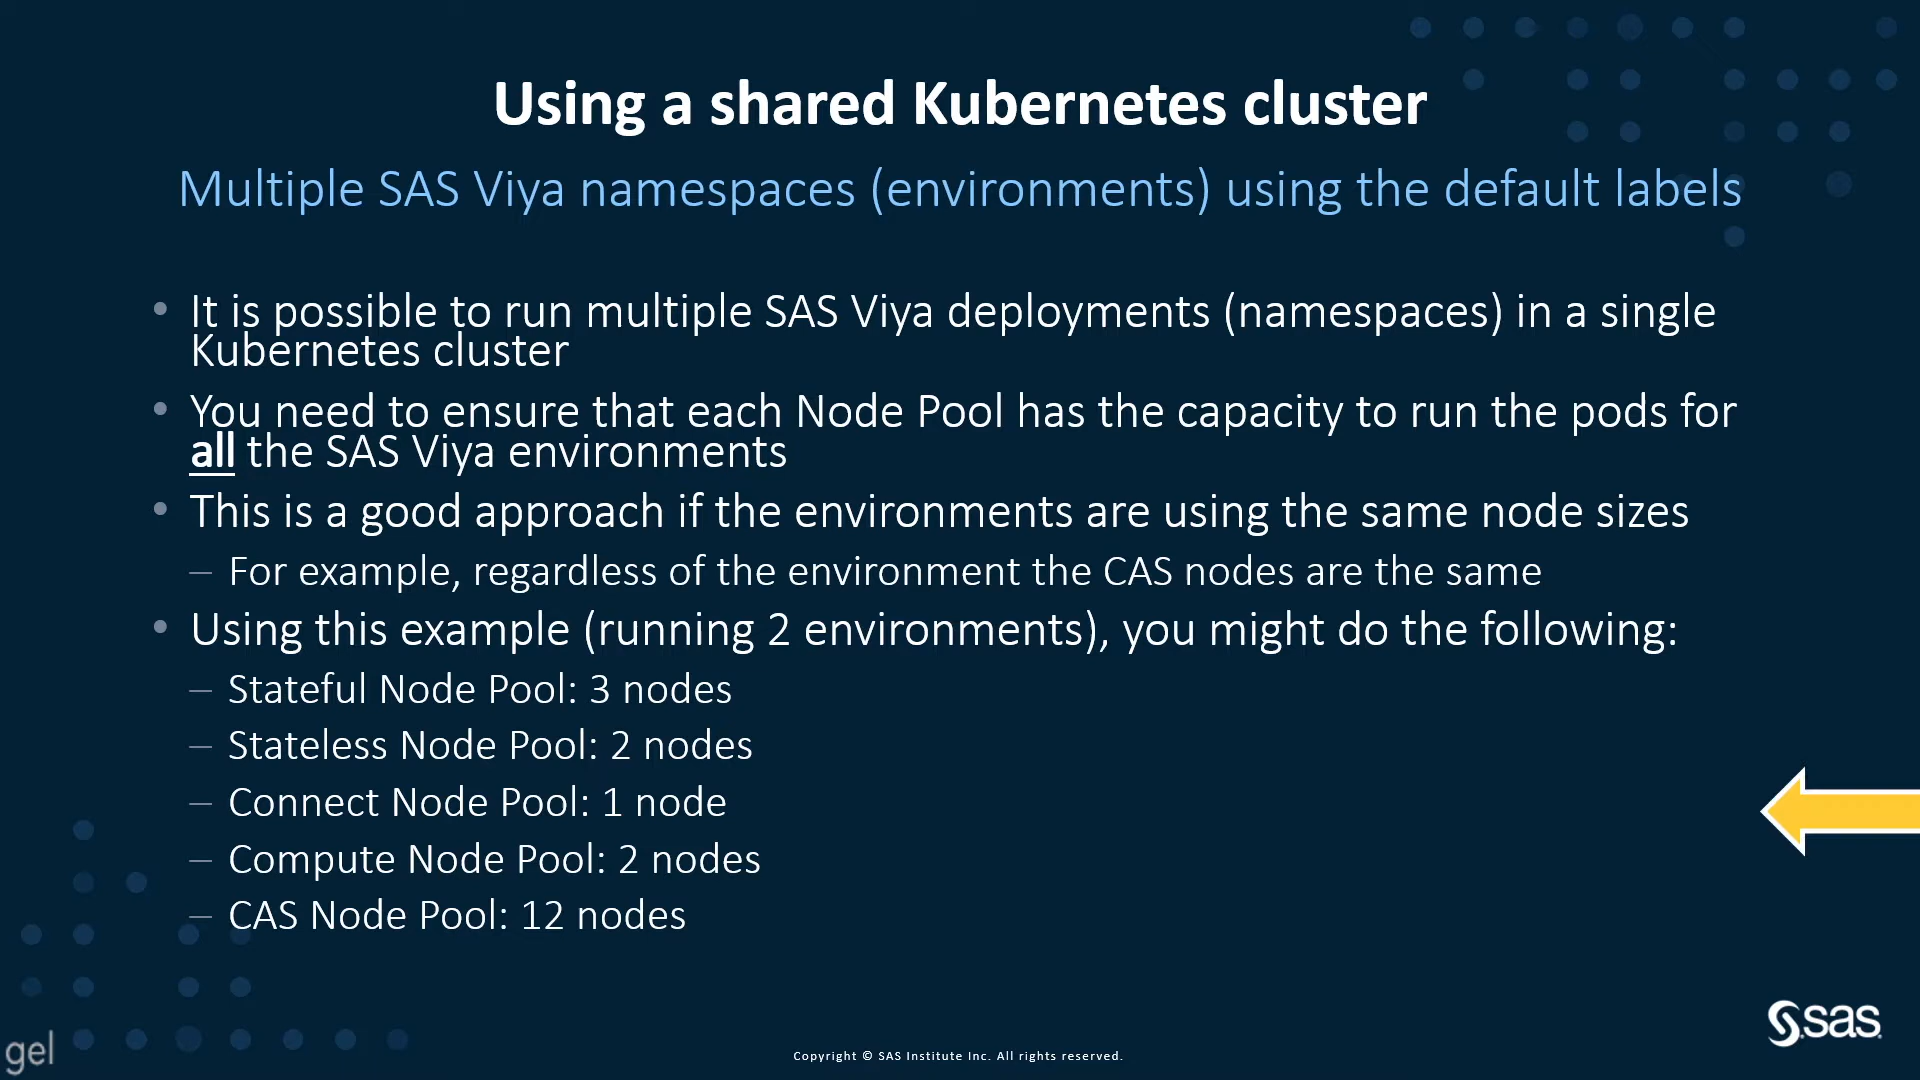 Using a shared Kubernetes cluster
Multiple SAS Viya namespaces (environments) using the default labels
• It is possible to run multiple SAS Viya deployments (namespaces) in a single
Kubernetes cluster
• You need to ensure that each Node Pool has the capacity to run the pods for
all the SAS Viya environments
• This is a good approach if the environments are using the same node sizes
– For example, regardless of the environment the CAS nodes are the same
• Using this example (running 2 environments), you might do the following:
– Stateful Node Pool: 3 nodes
– Stateless Node Pool: 2 nodes
– Connect Node Pool: 1 node
– Compute Node Pool: 2 nodes
– CAS Node Pool: 12 nodes
sas
gel
Copyright © SAS Institute Inc. All rights reserved.